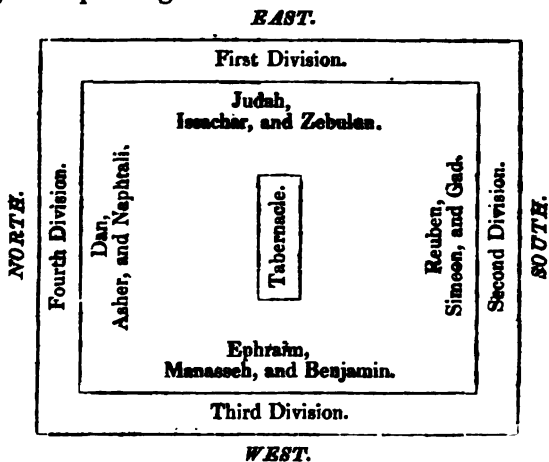 EAST.
First Division.
Judah,
Issachar, and Zebulun.
NORTH.
Fourth Division.
Dan,
Asher, and Naphtali.
Tabernacle.
Reuben,
Simeon, and Gad.
Second Division.
SOUTH.
Ephraim,
Manasseh, and Benjamin.
Third Division.
WEST.